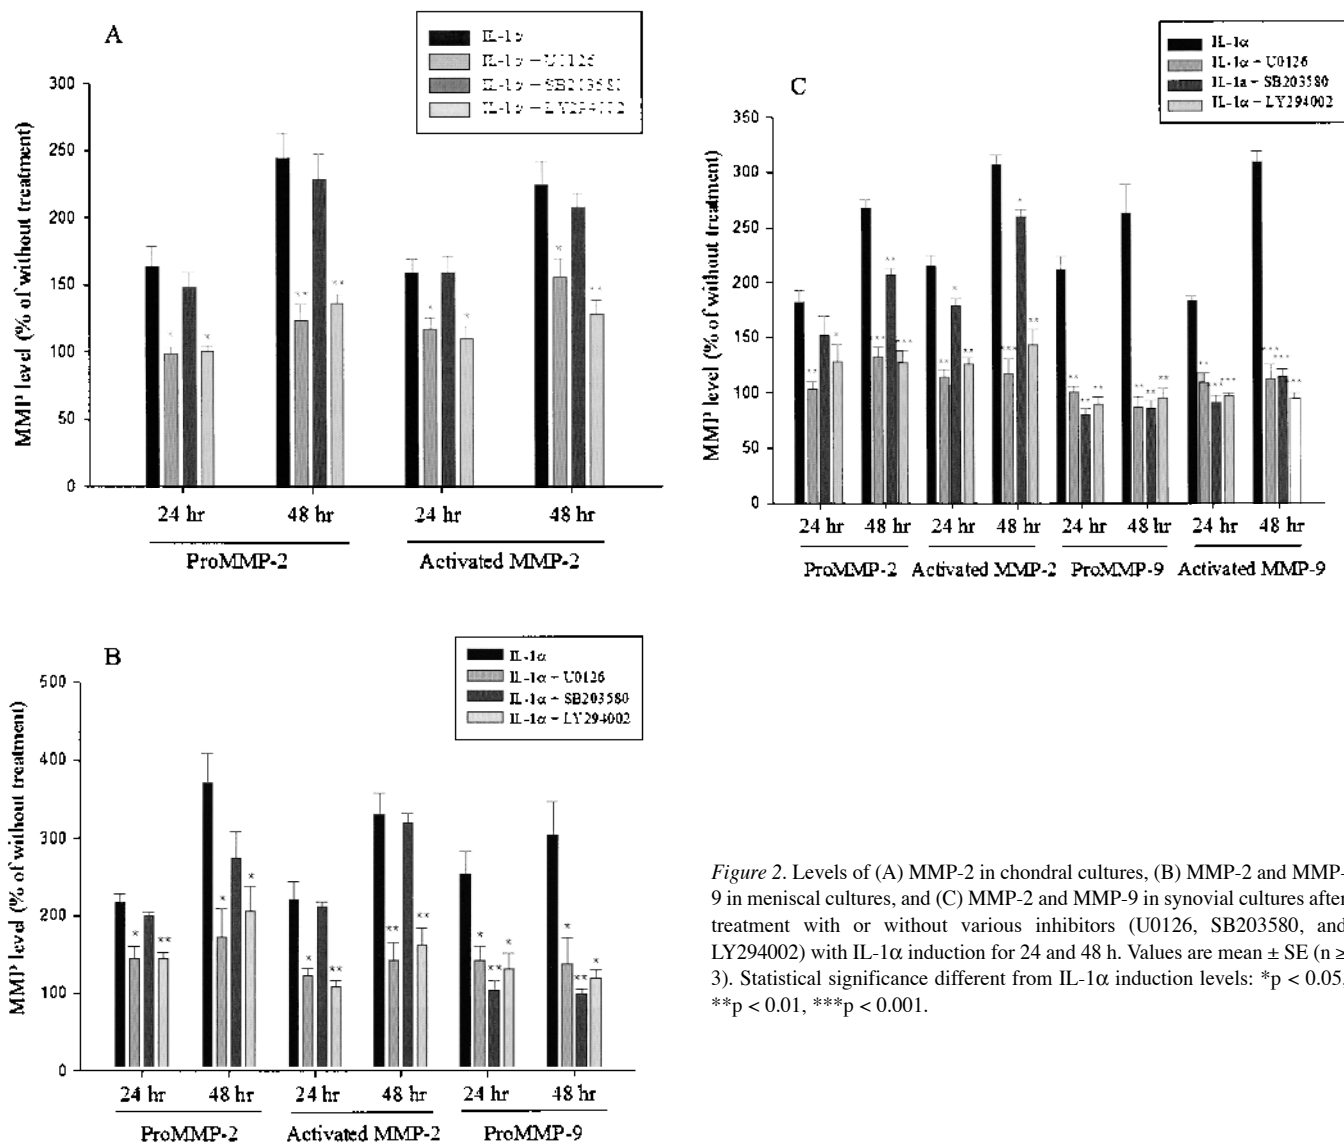 A
IL-1α
IL-1α + U0126
IL-1α + SB203580
IL-1α + LY294002
MMP level (% of without treatment)
300
250
200
150
100
50
0
* * ** ** * * * **
24 hr 48 hr 24 hr 48 hr
ProMMP-2 Activated MMP-2
C
IL-1α
IL-1α + U0126
IL-1a + SB203580
IL-1α + LY294002
MMP level (% of without treatment)
350
300
250
200
150
100
50
0
24 hr 48 hr 24 hr 48 hr 24 hr 48 hr 24 hr 48 hr
ProMMP-2 Activated MMP-2 ProMMP-9 Activated MMP-9
B
IL-1α
IL-1α + U0126
IL-1α + SB203580
IL-1α + LY294002
MMP level (% of without treatment)
500
400
300
200
100
0
* ** * * * ** ** ** * ** * * ** *
24 hr 48 hr 24 hr 48 hr 24 hr 48 hr
ProMMP-2 Activated MMP-2 ProMMP-9
Figure 2. Levels of (A) MMP-2 in chondral cultures, (B) MMP-2 and MMP-
9 in meniscal cultures, and (C) MMP-2 and MMP-9 in synovial cultures after
treatment with or without various inhibitors (U0126, SB203580, and
LY294002) with IL-1α induction for 24 and 48 h. Values are mean ± SE (n ≥
3). Statistical significance different from IL-1α induction levels: *p < 0.05,
**p < 0.01, ***p < 0.001.